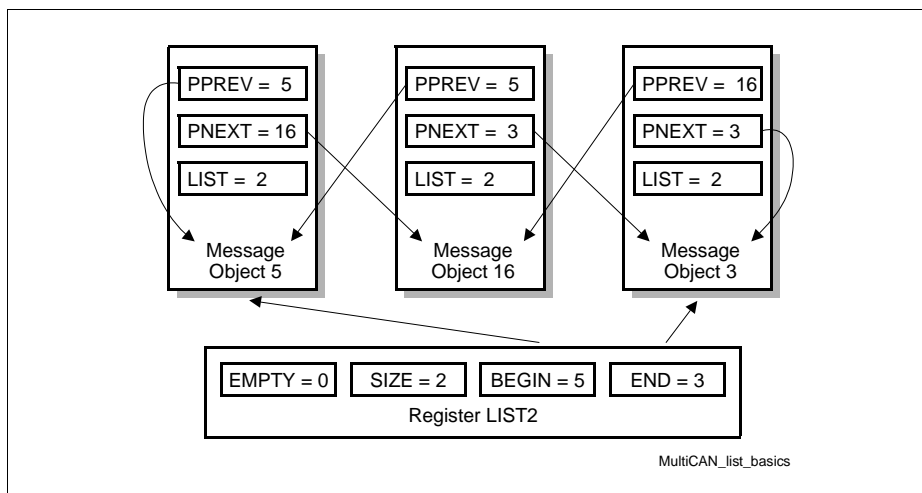 PPREV = 5
PNEXT = 16
LIST = 2
Message
Object 5
PPREV = 5
PNEXT = 3
LIST = 2
Message
Object 16
PPREV = 16
PNEXT = 3
LIST = 2
Message
Object 3
EMPTY = 0
SIZE = 2
BEGIN = 5
END = 3
Register LIST2
MultiCAN_list_basics